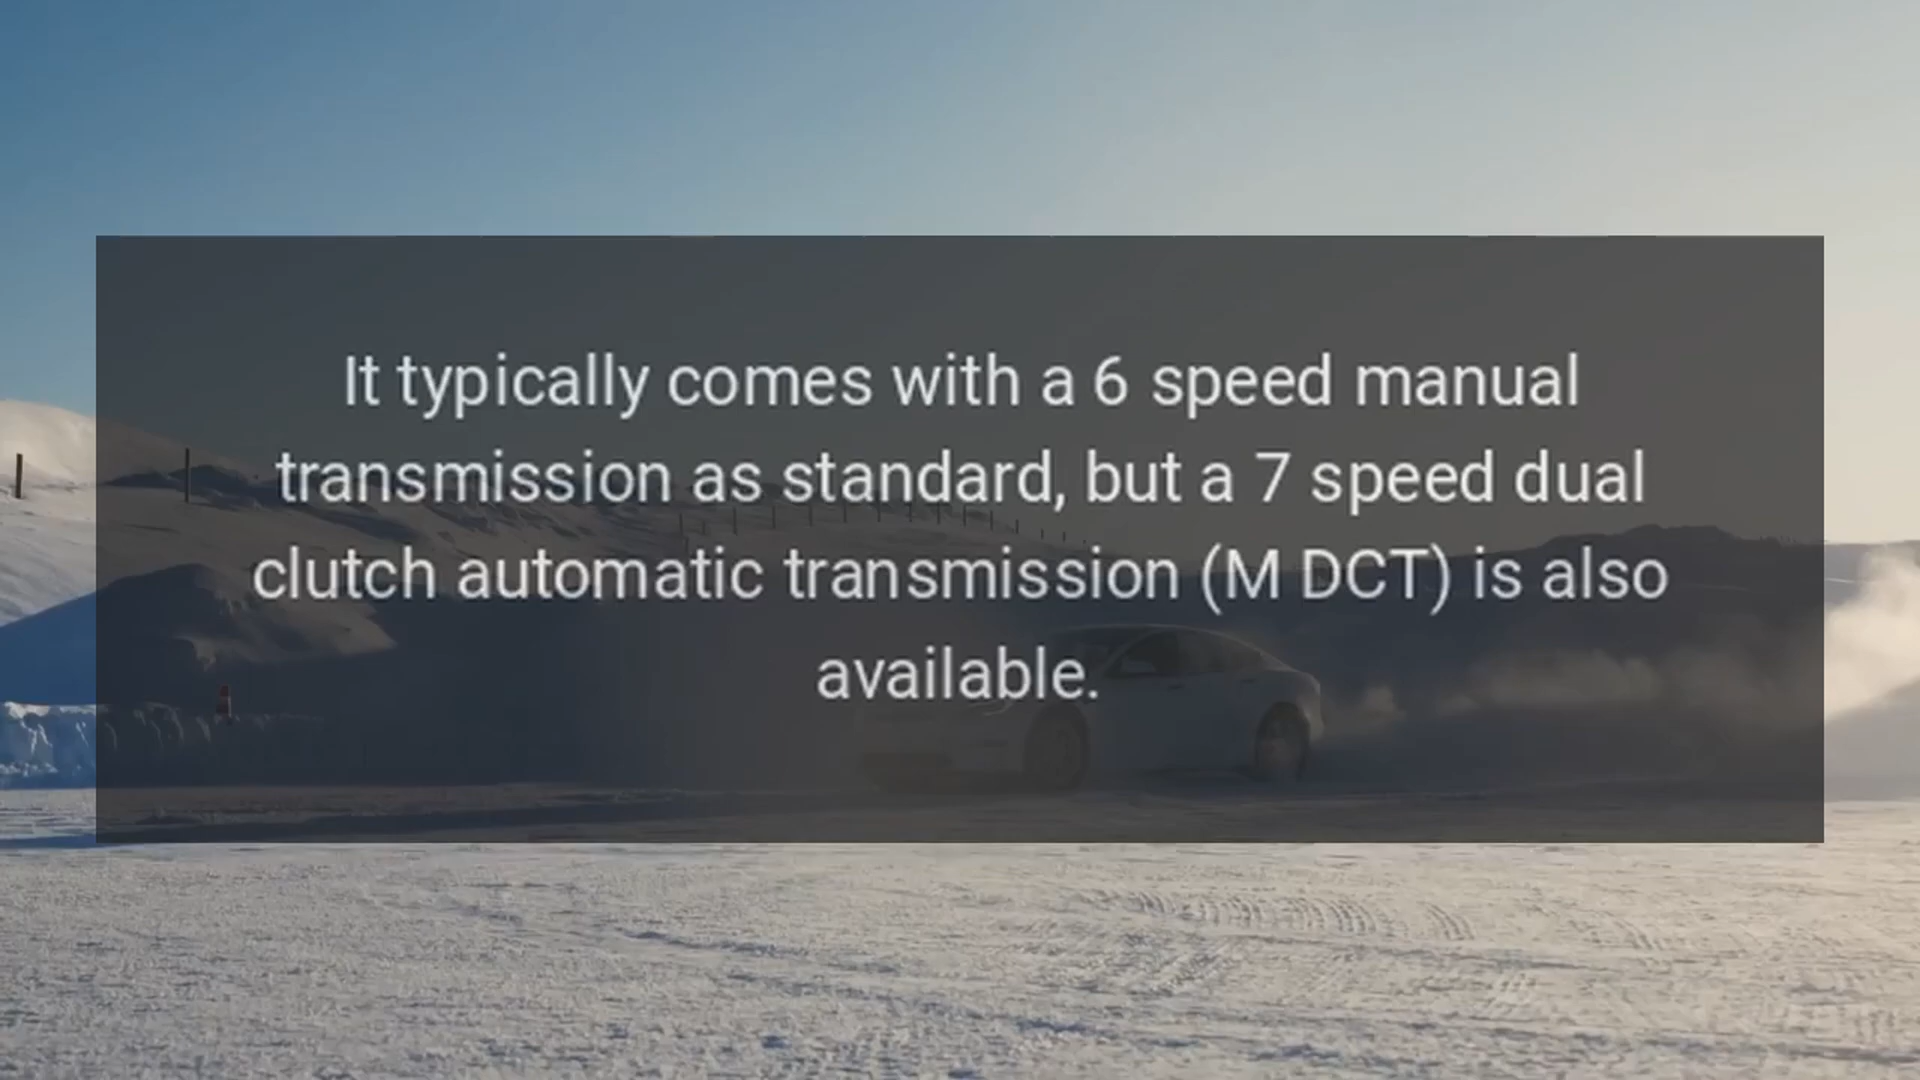 It typically comes with a 6 speed manual
transmission as standard, but a 7 speed dual
clutch automatic transmission (M DCT) is also
available.